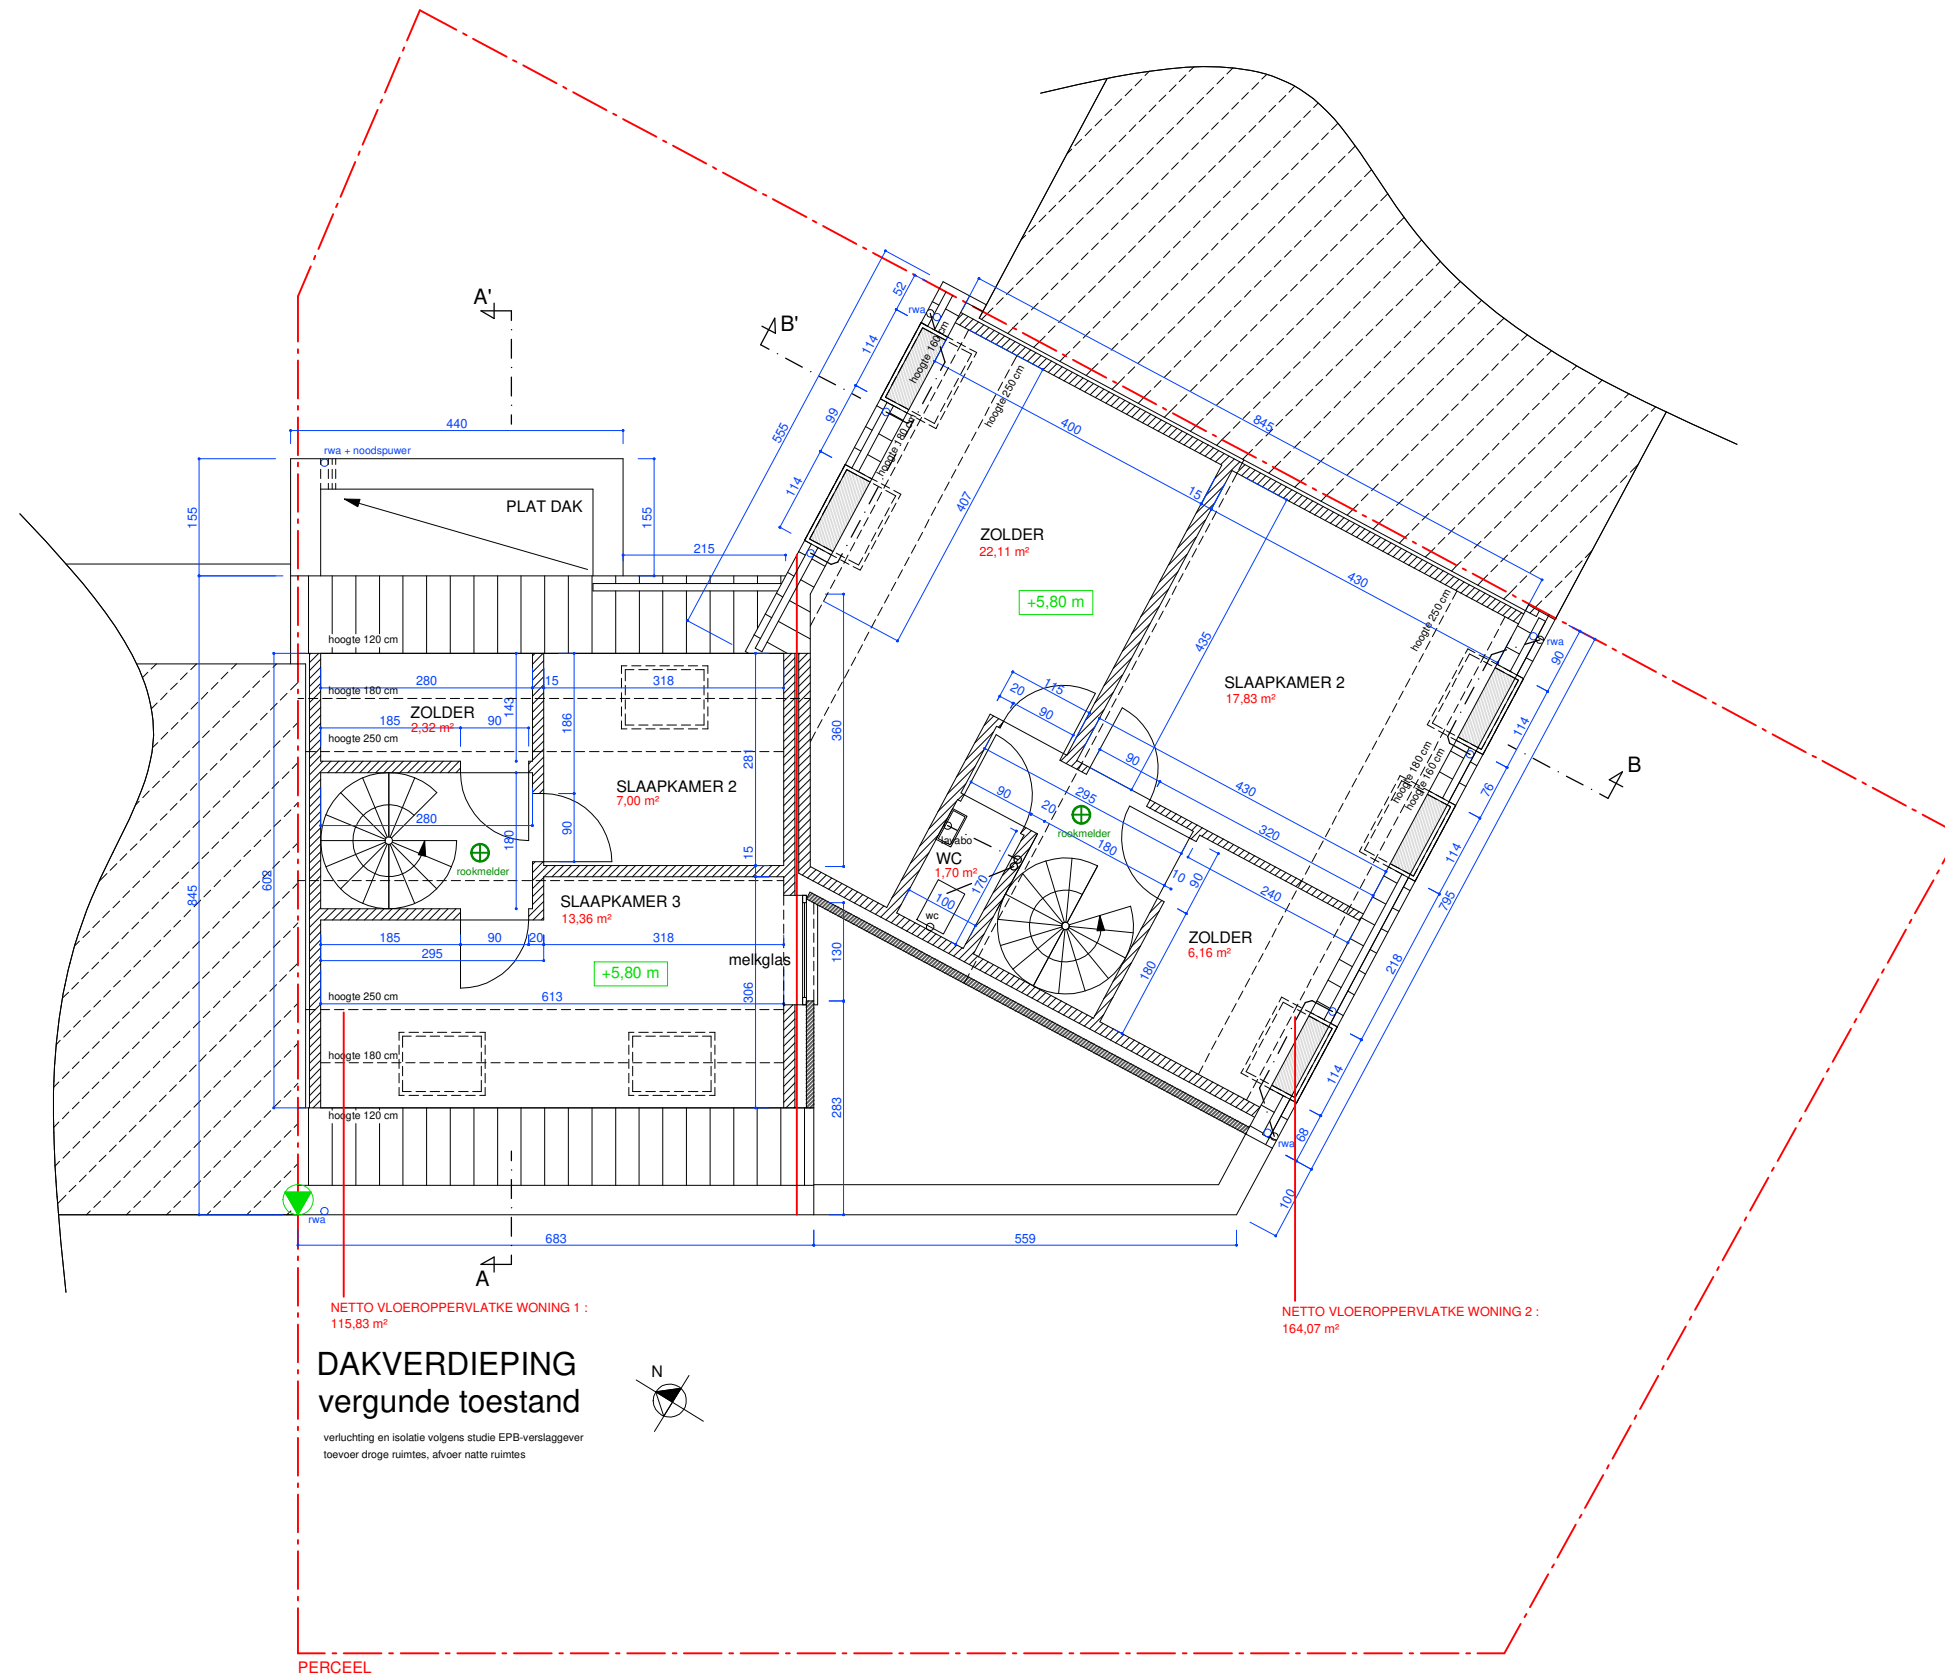 A'
B'
52
rwa
hoogte 160 cm
114
hoogte 250 cm
99
hoogte 180 cm
555
114
400
845
407
15
430
440
rwa + noodspuwer
PLAT DAK
155
155
215
ZOLDER
22,11 m²
+5,80 m
435
hoogte 250 cm
rwa
90
hoogte 120 cm
280
15
318
hoogte 180 cm
143
ZOLDER
2,32 m²
185
90
186
hoogte 250 cm
281
360
20
115
90
SLAAPKAMER 2
17,83 m²
114
B
SLAAPKAMER 2
7,00 m²
90
430
76
hoogte 180 cm
hoogte 160 cm
280
180
90
15
90
295
20
320
rookmelder
114
795
602
845
rookmelder
lavabo
WC
1,70 m²
180
10
90
240
170
100
wc
SLAAPKAMER 3
13,36 m²
185
90
20
318
295
melkglas
130
+5,80 m
ZOLDER
6,16 m²
180
218
hoogte 250 cm
613
306
hoogte 180 cm
114
hoogte 120 cm
283
68
rwa
100
rwa
683
559
A
NETTO VLOEROPPERVLATKE WONING 1 :
115,83 m²
NETTO VLOEROPPERVLATKE WONING 2 :
164,07 m²
DAKVERDIEPING
vergunde toestand
N
verluchting en isolatie volgens studie EPB-verslaggever
toevoer droge ruimtes, afvoer natte ruimtes
PERCEEL